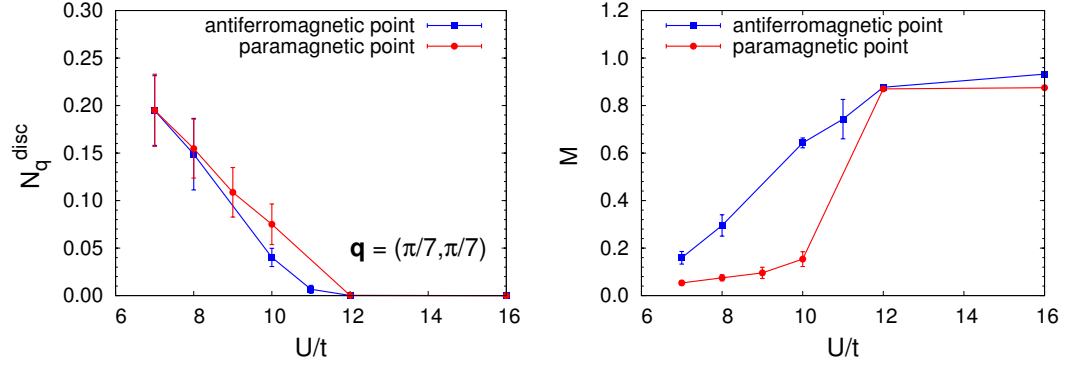 antiferromagnetic point
paramagnetic point
0.30
0.25
0.20
0.15
0.10
0.05
0.00
N_q^disc
q = (π/7,π/7)
6 8 10 12 14 16
U/t
antiferromagnetic point
paramagnetic point
1.2
1.0
0.8
0.6
0.4
0.2
0.0
M
6 8 10 12 14 16
U/t